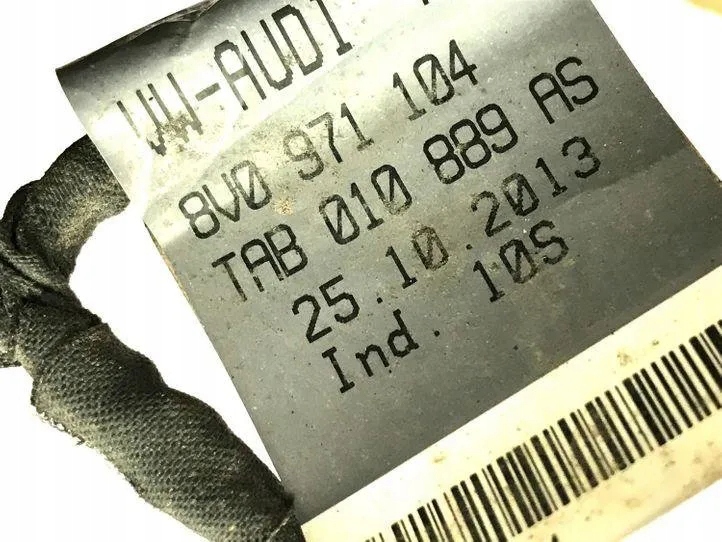 VW-AUDI
8V0 971 104
TAB 010 889 AS
25.10.2013
Ind. 10S